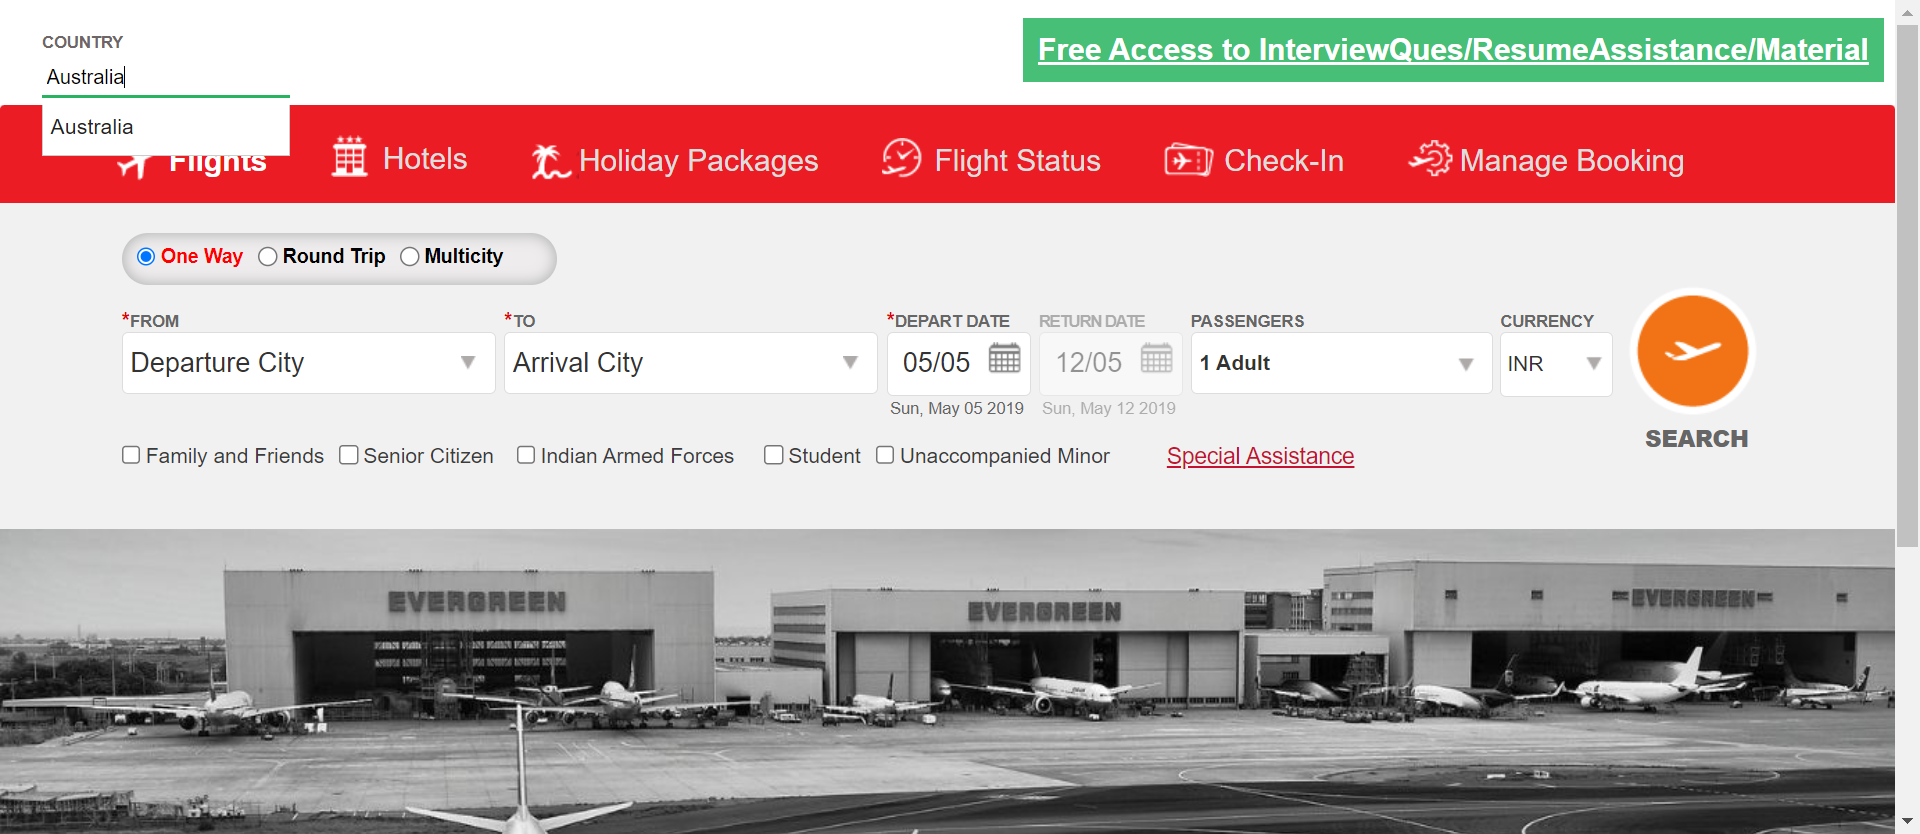 COUNTRY
Free Access to InterviewQues/ResumeAssistance/Material
Australia
Australia
Flights
Hotels
Holiday Packages
Flight Status
Check-In
Manage Booking
One Way
Round Trip
Multicity
*FROM
*TO
*DEPART DATE
RETURN DATE
PASSENGERS
CURRENCY
Departure City
Arrival City
05/05
12/05
1 Adult
INR
Sun, May 05 2019
Sun, May 12 2019
SEARCH
Family and Friends
Senior Citizen
Indian Armed Forces
Student
Unaccompanied Minor
Special Assistance
EVERGREEN
EVERGREEN
EVERGREEN